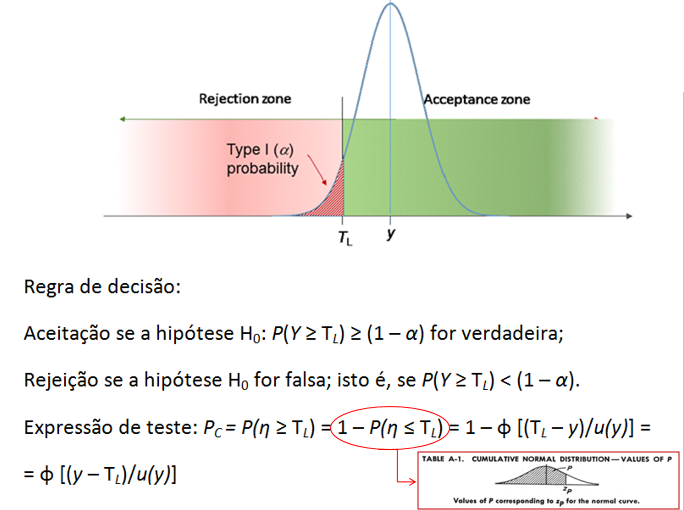 Rejection zone
Acceptance zone
Type I (α)
probability
T_L
y
Regra de decisão:
Aceitação se a hipótese H₀: P(Y ≥ T_L) ≥ (1 – α) for verdadeira;
Rejeição se a hipótese H₀ for falsa; isto é, se P(Y ≥ T_L) < (1 – α).
Expressão de teste: P_C = P(η ≥ T_L) = 1 – P(η ≤ T_L) = 1 – ϕ [(T_L – y)/u(y)] =
= ϕ [(y – T_L)/u(y)]
TABLE A-1. CUMULATIVE NORMAL DISTRIBUTION—VALUES OF P
P
z_P
Values of P corresponding to z_P for the normal curve.